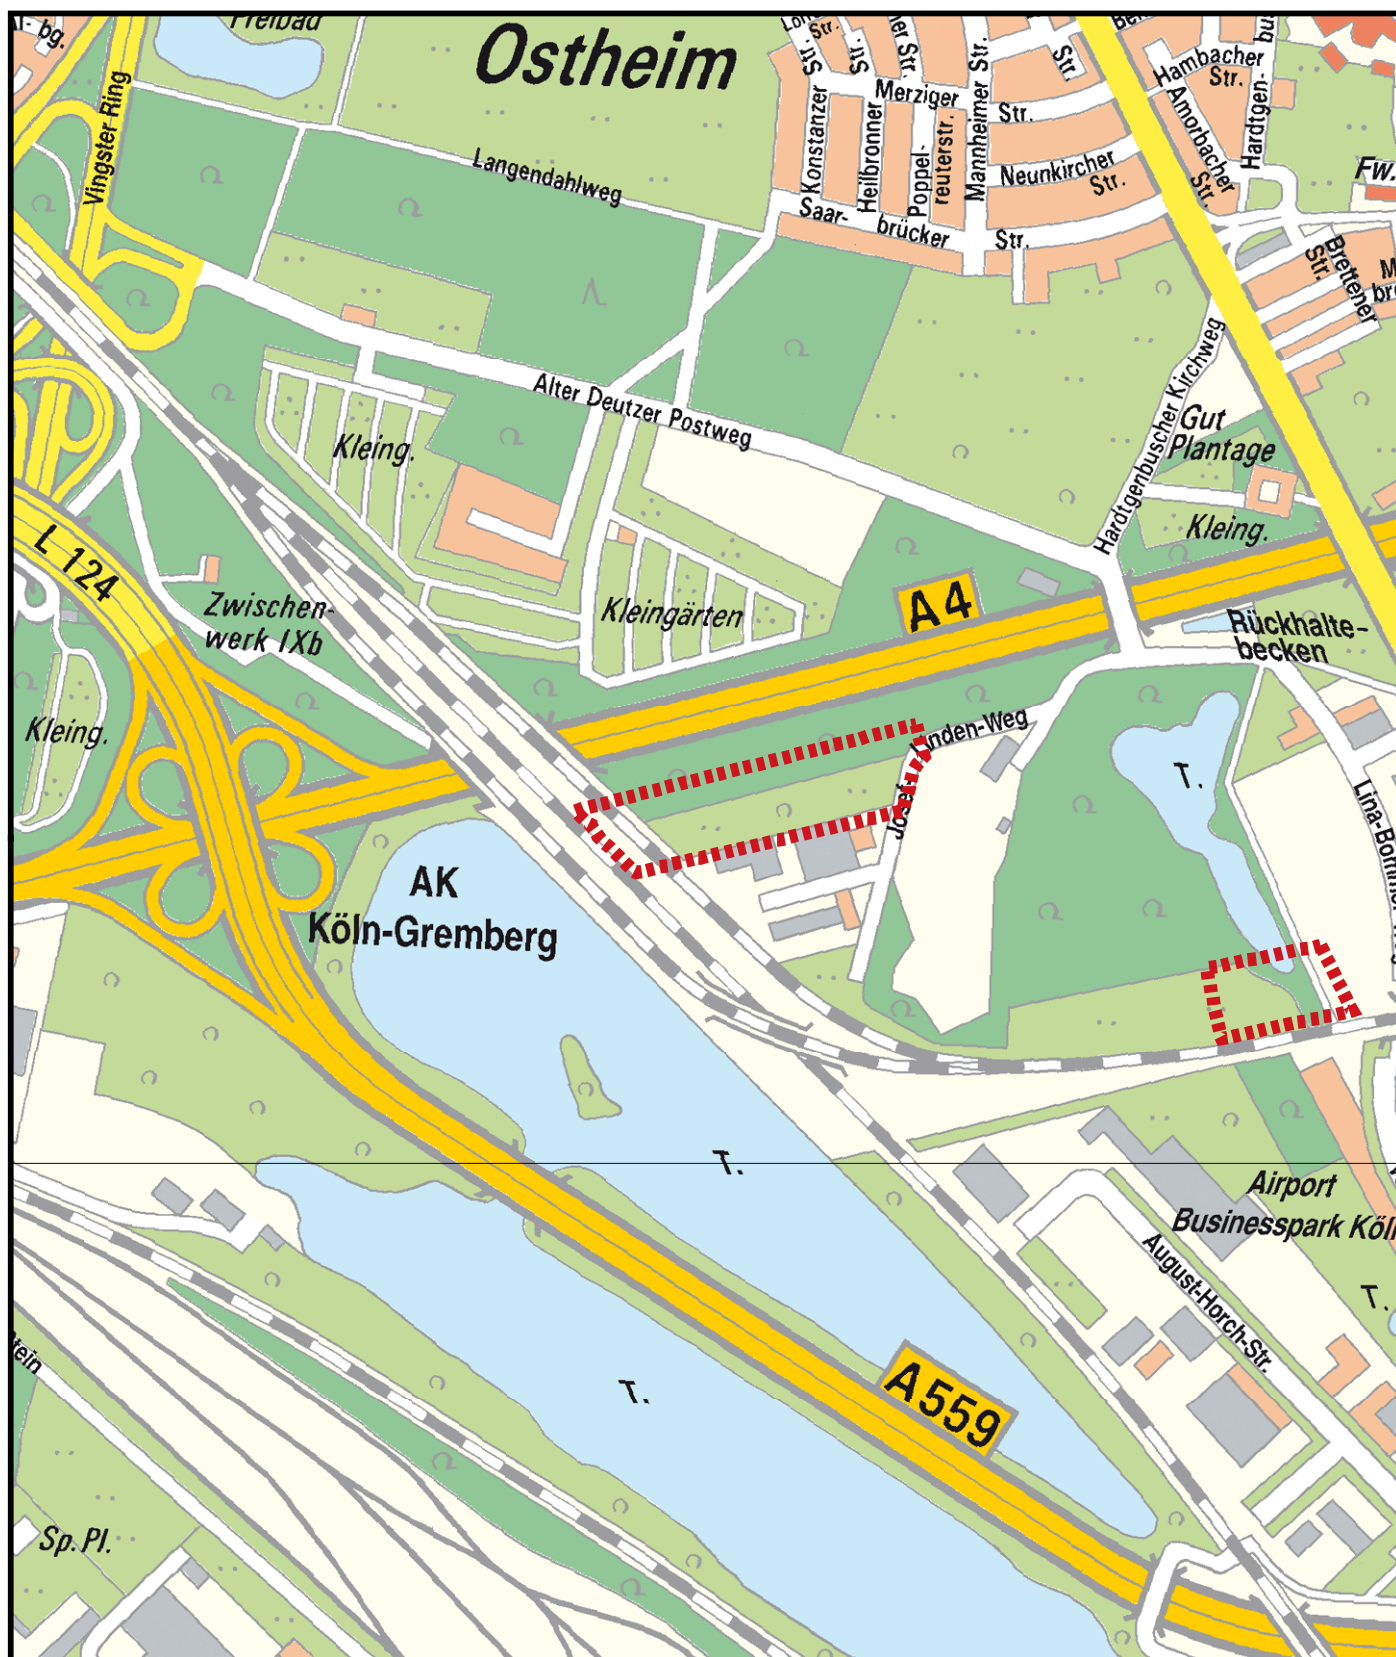 Freibad
Ostheim
bg.
Vingster Ring
Str.
Str.
Str.
Str.
Merziger
Str.
Konstanzer
Heilbronner
Poppel-
reuterstr.
Mannheimer Str.
Neunkircher
Str.
Saar-
brücker
Str.
Hambacher
Str.
Amorbacher
Str.
Hardtgen-
bu
Fw.
Brettener
Str.
Langendahlweg
Alter Deutzer Postweg
Hardtgenbuscher Kirchweg
Gut
Plantage
Kleing.
Kleing.
L 124
Zwischen-
werk IXb
Kleingärten
A 4
Rückhalte-
becken
Kleing.
Linden-Weg
T.
AK
Köln-Gremberg
T.
Airport
Businesspark Köl
August-Horch-Str.
T.
A 559
T.
tein
Sp. Pl.